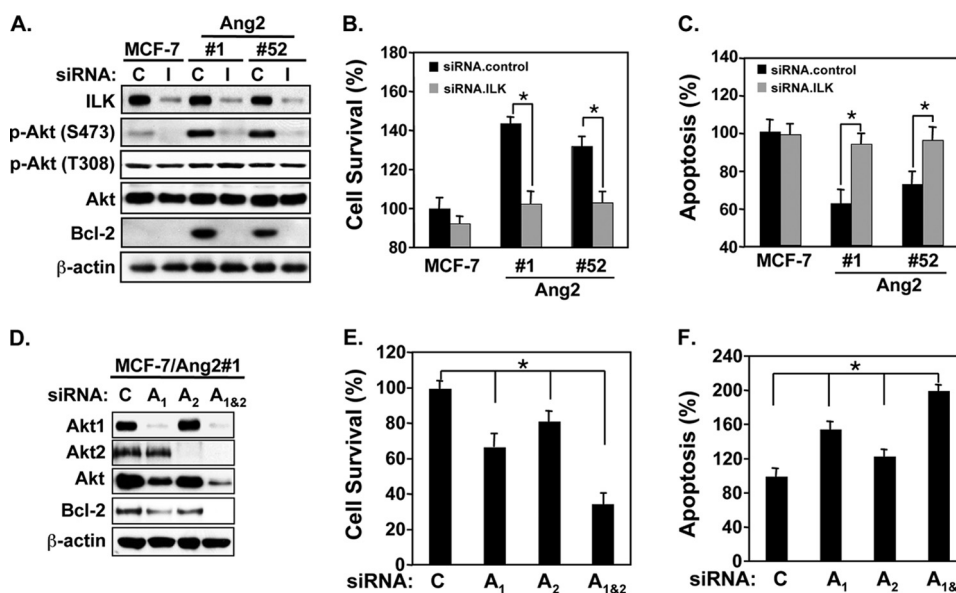 A.
Ang2
MCF-7 #1 #52
siRNA: C I C I C I
ILK
p-Akt (S473)
p-Akt (T308)
Akt
Bcl-2
β-actin
B.
siRNA.control
siRNA.ILK
Cell Survival (%)
180
160
140
120
100
80
* *
MCF-7 #1 #52
Ang2
C.
siRNA.control
siRNA.ILK
Apoptosis (%)
140
120
100
80
60
40
* *
MCF-7 #1 #52
Ang2
D.
MCF-7/Ang2#1
siRNA: C A1 A2 A1&2
Akt1
Akt2
Akt
Bcl-2
β-actin
E.
Cell Survival (%)
120
100
80
60
40
20
0
*
siRNA: C A1 A2 A1&2
F.
Apoptosis (%)
240
200
160
120
80
40
0
*
siRNA: C A1 A2 A1&